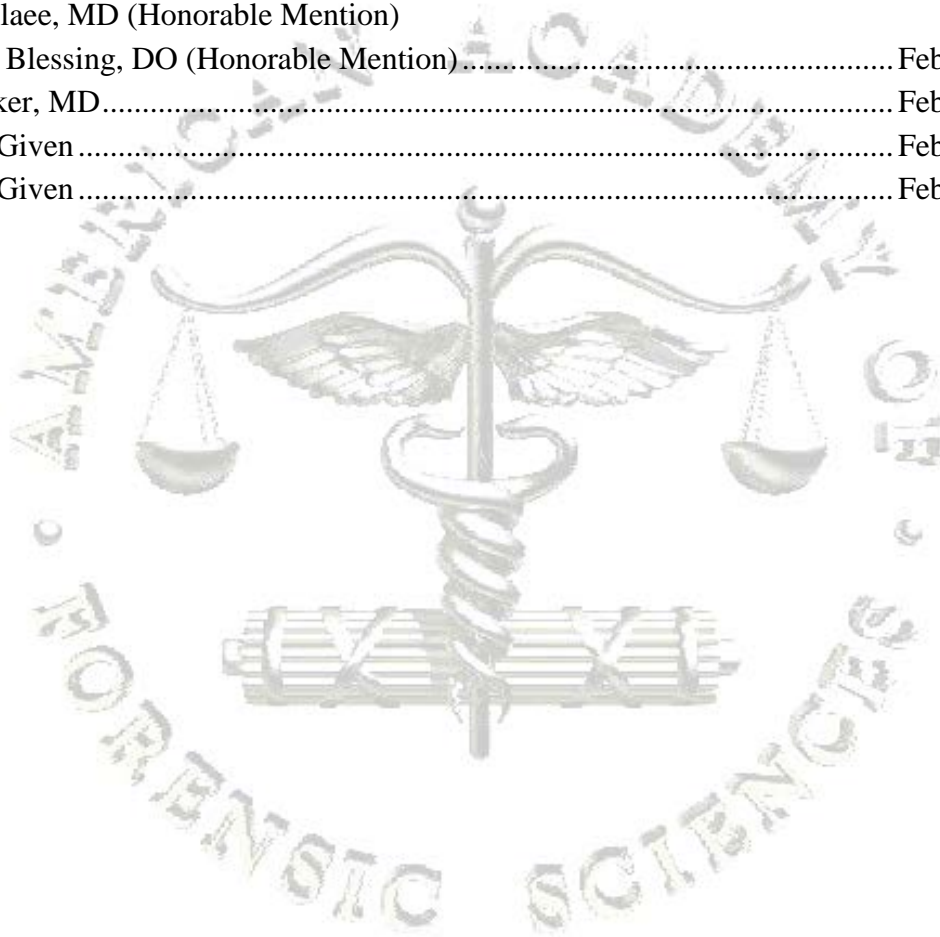 laee, MD (Honorable Mention)
Blessing, DO (Honorable Mention) ........................................................ Feb
ker, MD ..................................................................................................... Feb
Given ........................................................................................................ Feb
Given ........................................................................................................ Feb
AMERICAN ACADEMY OF
• FORENSIC SCIENCES •